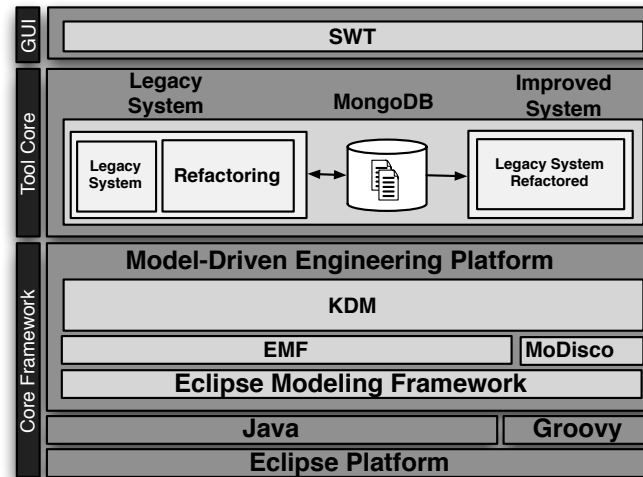 GUI
SWT
Tool Core
Legacy
System
MongoDB
Improved
System
Legacy
System
Refactoring
Legacy System
Refactored
Core Framework
Model-Driven Engineering Platform
KDM
EMF
MoDisco
Eclipse Modeling Framework
Java
Groovy
Eclipse Platform